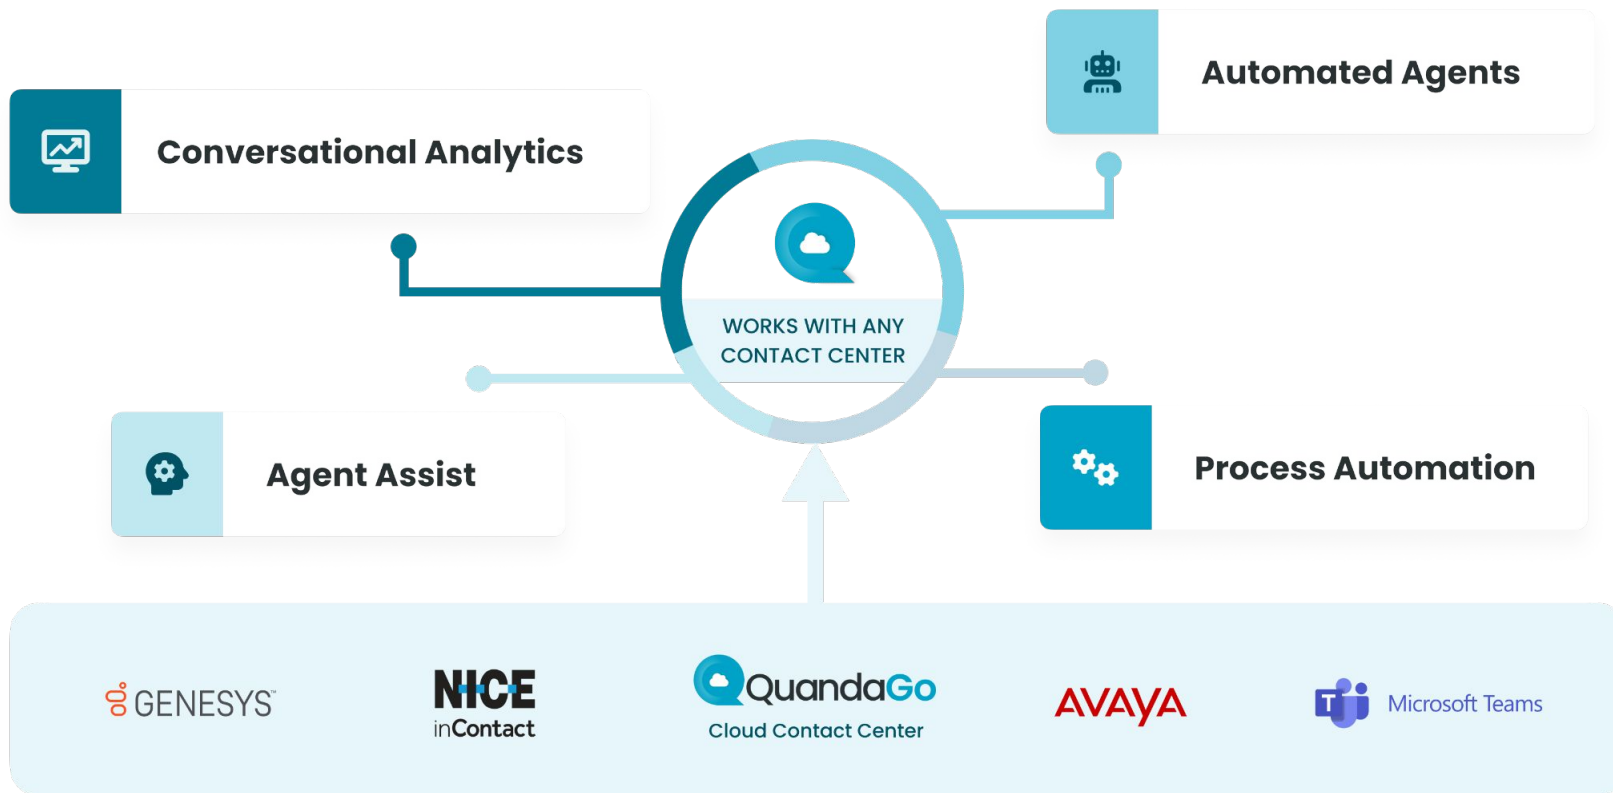 Automated Agents
Conversational Analytics
WORKS WITH ANY
CONTACT CENTER
Agent Assist
Process Automation
GENESYS™
NICE
inContact
QuandaGo
Cloud Contact Center
AVAYA
T
Microsoft Teams